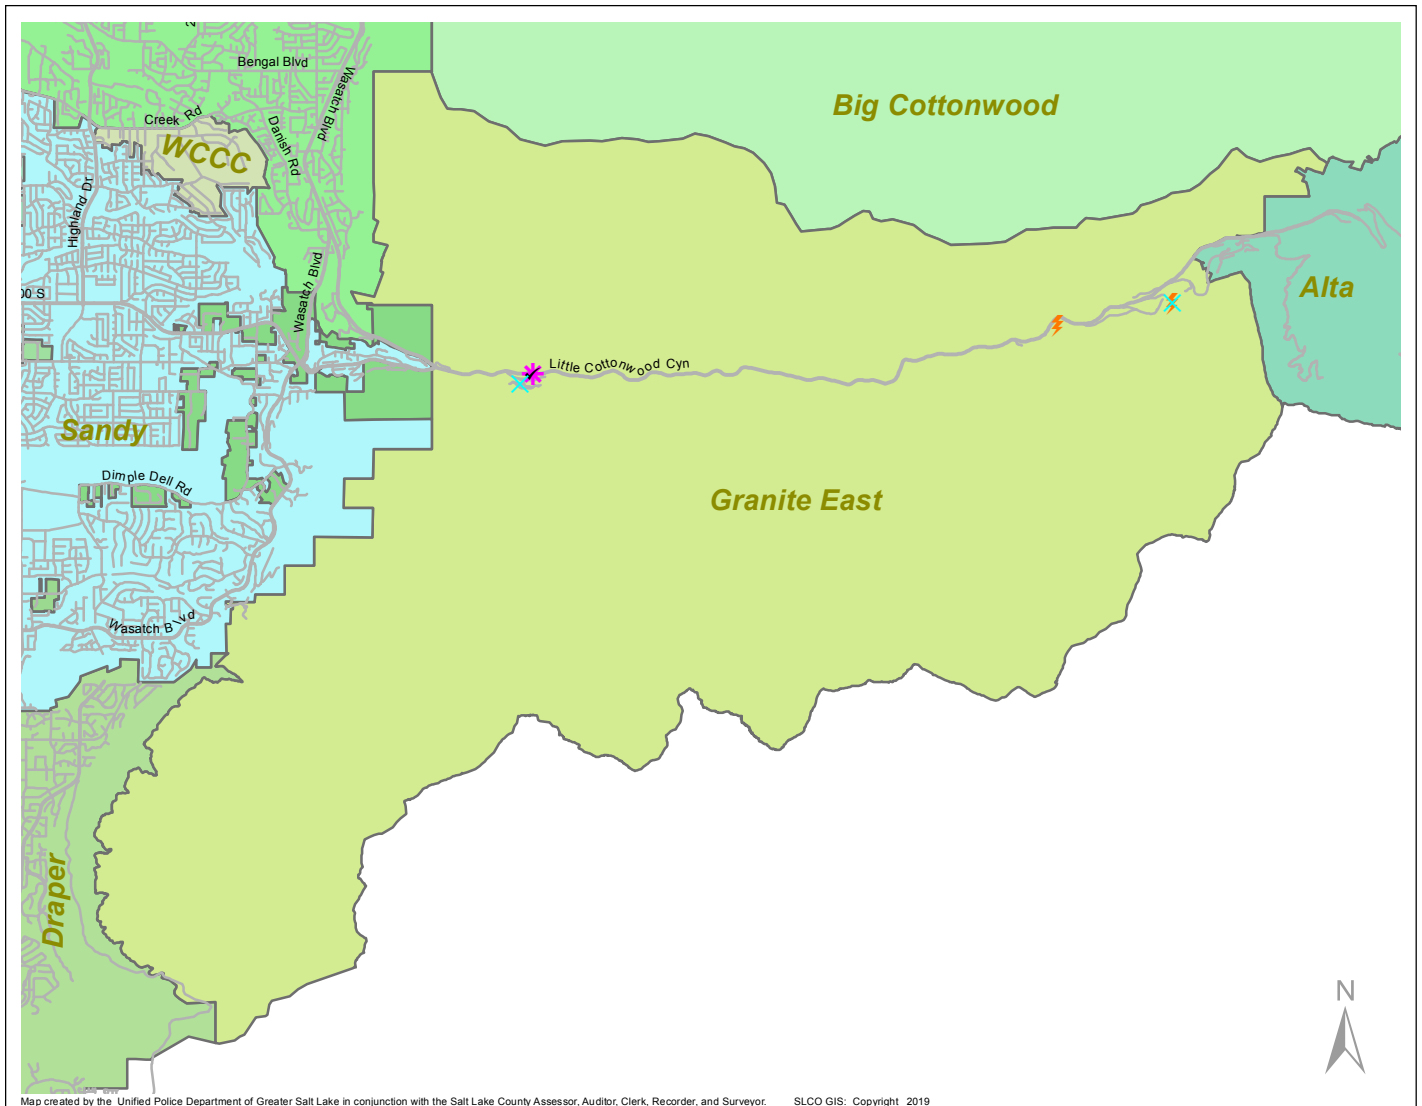 Bengal Blvd
Wasatch Blvd
Big Cottonwood
Creek Rd
Danish Rd
WCCC
Highland Dr
Wasatch Blvd
Alta
00 S
Little Cottonwood Cyn
Sandy
Dimple Dell Rd
Granite East
Wasatch Blvd
Draper
N
Map created by the Unified Police Department of Greater Salt Lake in conjunction with the Salt Lake County Assessor, Auditor, Clerk, Recorder, and Surveyor. SLCO GIS: Copyright 2019